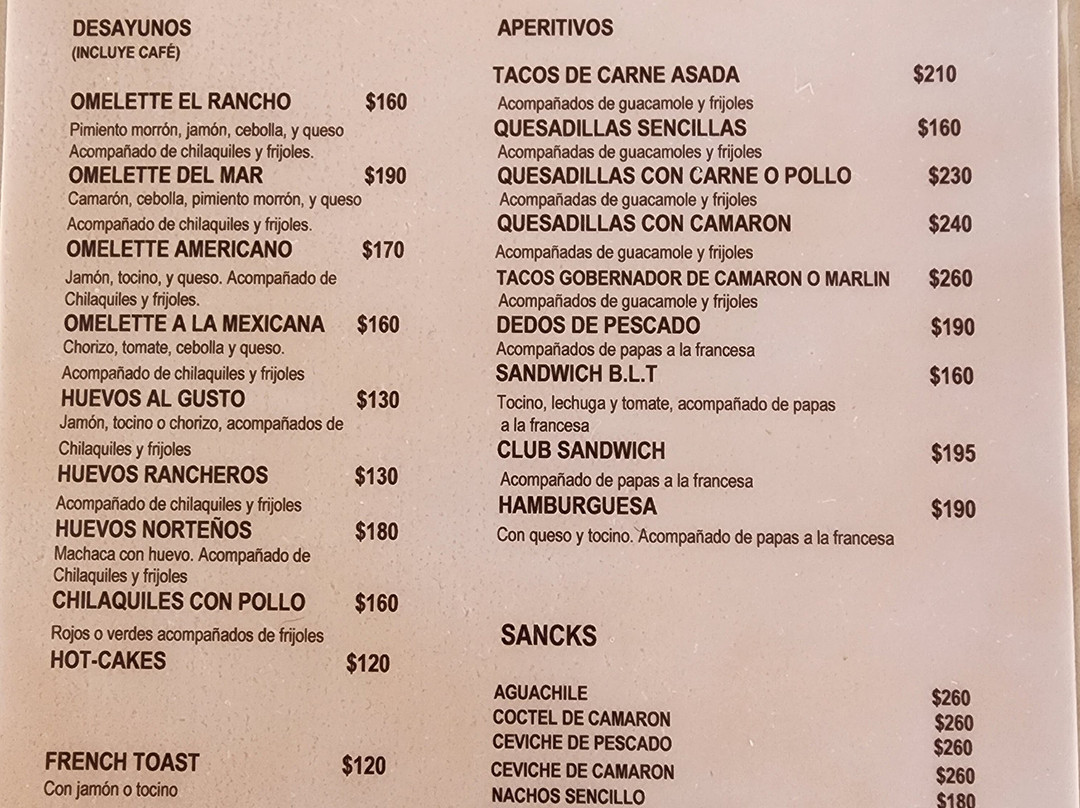 DESAYUNOS
(INCLUYE CAFÉ)
OMELETTE EL RANCHO $160
Pimiento morrón, jamón, cebolla, y queso
Acompañado de chilaquiles y frijoles.
OMELETTE DEL MAR $190
Camarón, cebolla, pimiento morrón, y queso
Acompañado de chilaquiles y frijoles.
OMELETTE AMERICANO $170
Jamón, tocino, y queso. Acompañado de
Chilaquiles y frijoles.
OMELETTE A LA MEXICANA $160
Chorizo, tomate, cebolla y queso.
Acompañado de chilaquiles y frijoles
HUEVOS AL GUSTO $130
Jamón, tocino o chorizo, acompañados de
Chilaquiles y frijoles
HUEVOS RANCHEROS $130
Acompañado de chilaquiles y frijoles
HUEVOS NORTEÑOS $180
Machaca con huevo. Acompañado de
Chilaquiles y frijoles
CHILAQUILES CON POLLO $160
Rojos o verdes acompañados de frijoles
HOT-CAKES $120
FRENCH TOAST $120
Con jamón o tocino
APERITIVOS
TACOS DE CARNE ASADA $210
Acompañados de guacamole y frijoles
QUESADILLAS SENCILLAS $160
Acompañadas de guacamoles y frijoles
QUESADILLAS CON CARNE O POLLO $230
Acompañadas de guacamole y frijoles
QUESADILLAS CON CAMARON $240
Acompañadas de guacamole y frijoles
TACOS GOBERNADOR DE CAMARON O MARLIN $260
Acompañados de guacamole y frijoles
DEDOS DE PESCADO $190
Acompañados de papas a la francesa
SANDWICH B.L.T $160
Tocino, lechuga y tomate, acompañado de papas
a la francesa
CLUB SANDWICH $195
Acompañado de papas a la francesa
HAMBURGUESA $190
Con queso y tocino. Acompañado de papas a la francesa
SANCKS
AGUACHILE $260
COCTEL DE CAMARON $260
CEVICHE DE PESCADO $260
CEVICHE DE CAMARON $260
NACHOS SENCILLO $180